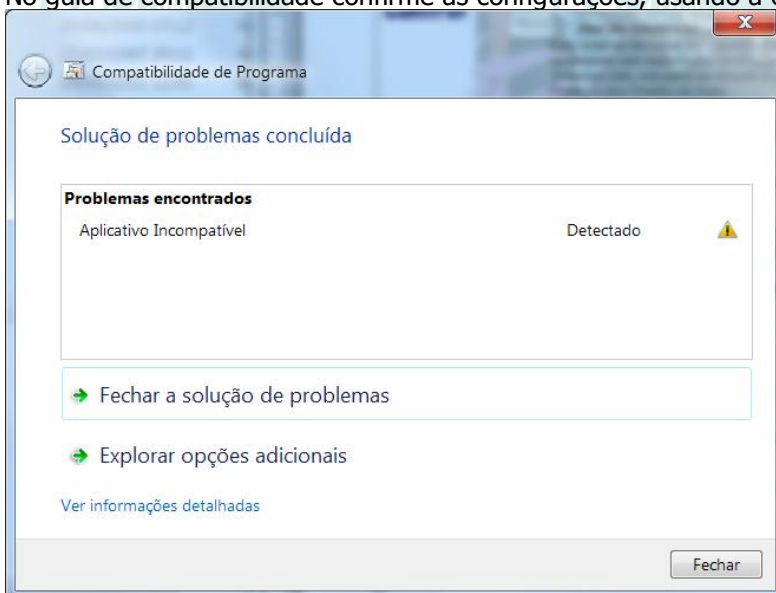 No guia de compatibilidade confirme as configurações, usando a
Compatibilidade de Programa
Solução de problemas concluída
Problemas encontrados
Aplicativo Incompatível Detectado
Fechar a solução de problemas
Explorar opções adicionais
Ver informações detalhadas
Fechar